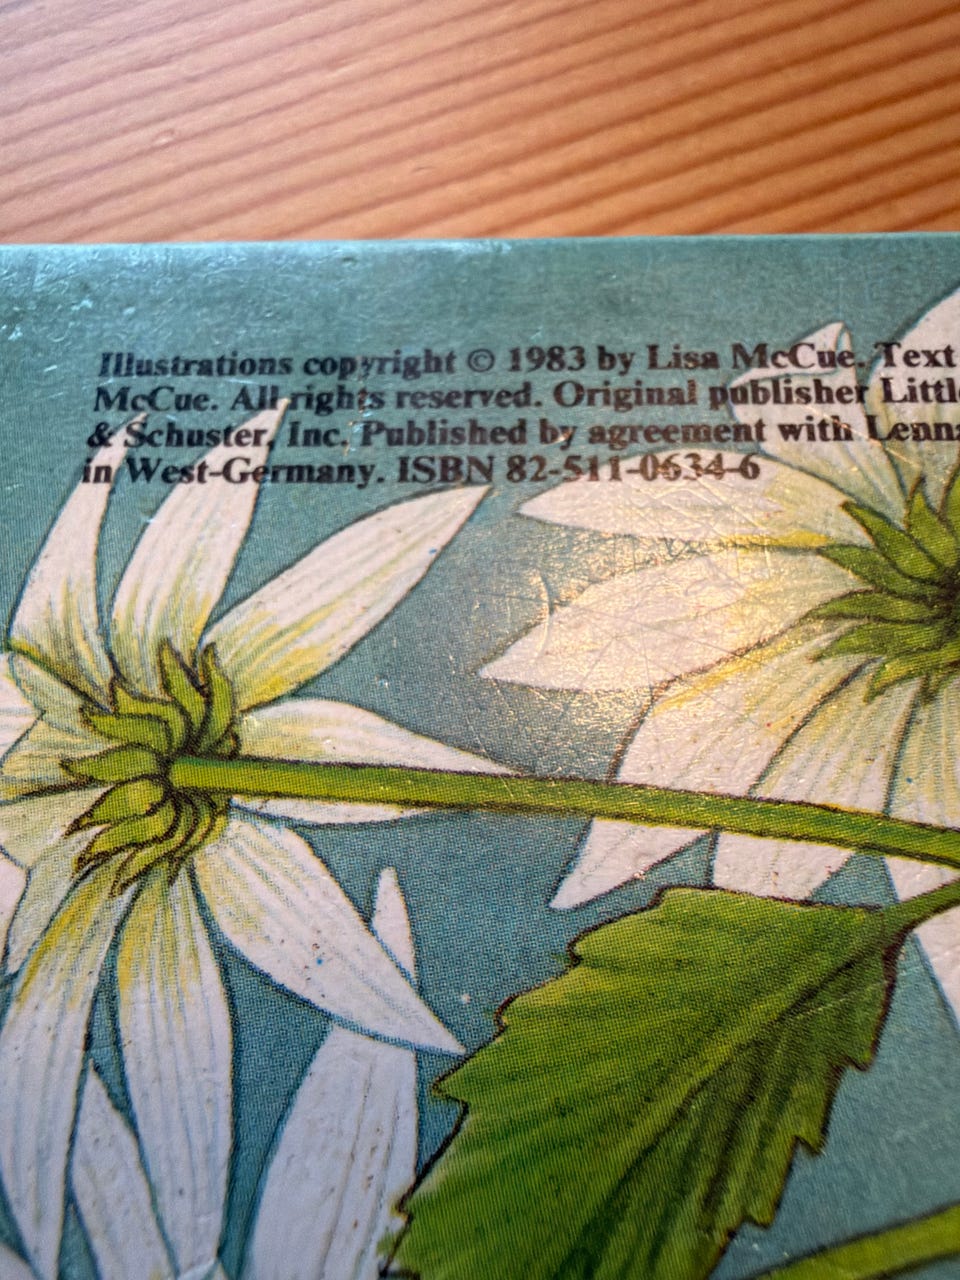 Illustrations copyright © 1983 by Lisa McCue. Text
McCue. All rights reserved. Original publisher
& Schuster, Inc. Published by agreement with
in West-Germany. ISBN 82-511-0634-6